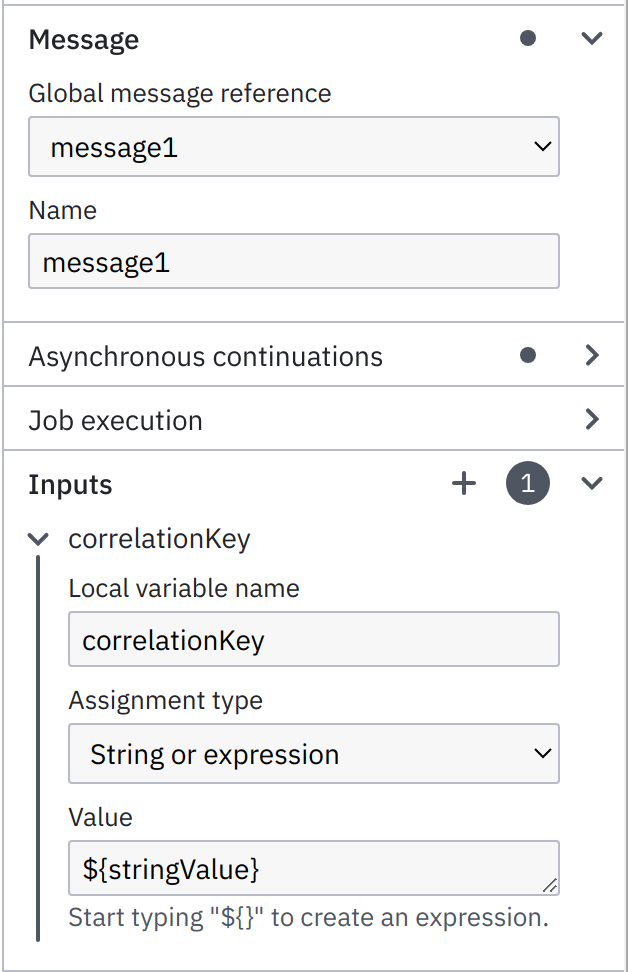 Message
Global message reference
message1
Name
message1
Asynchronous continuations
Job execution
Inputs 1
correlationKey
Local variable name
correlationKey
Assignment type
String or expression
Value
${stringValue}
Start typing "${}" to create an expression.